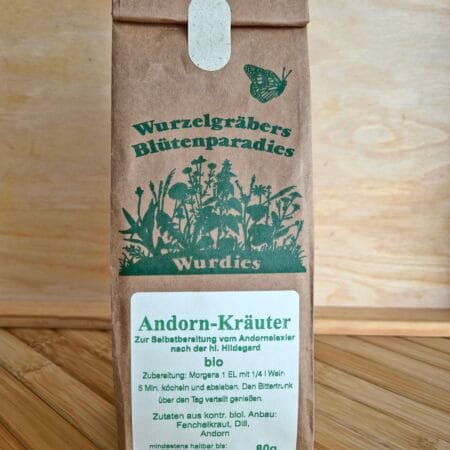 Wurzelgräbers
Blütenparadies
Wurdies
Andorn-Kräuter
Zur Selbstbereitung vom Andornelexier
nach der hl. Hildegard
bio
Zubereitung: Morgens 1 EL mit 1/4 l Wein
5 Min. köcheln und absieben. Den Bittertrunk
über den Tag verteilt genießen.
Zutaten aus kontr. biol. Anbau:
Fenchelkraut, Dill,
Andorn
mindestens haltbar bis:
80g